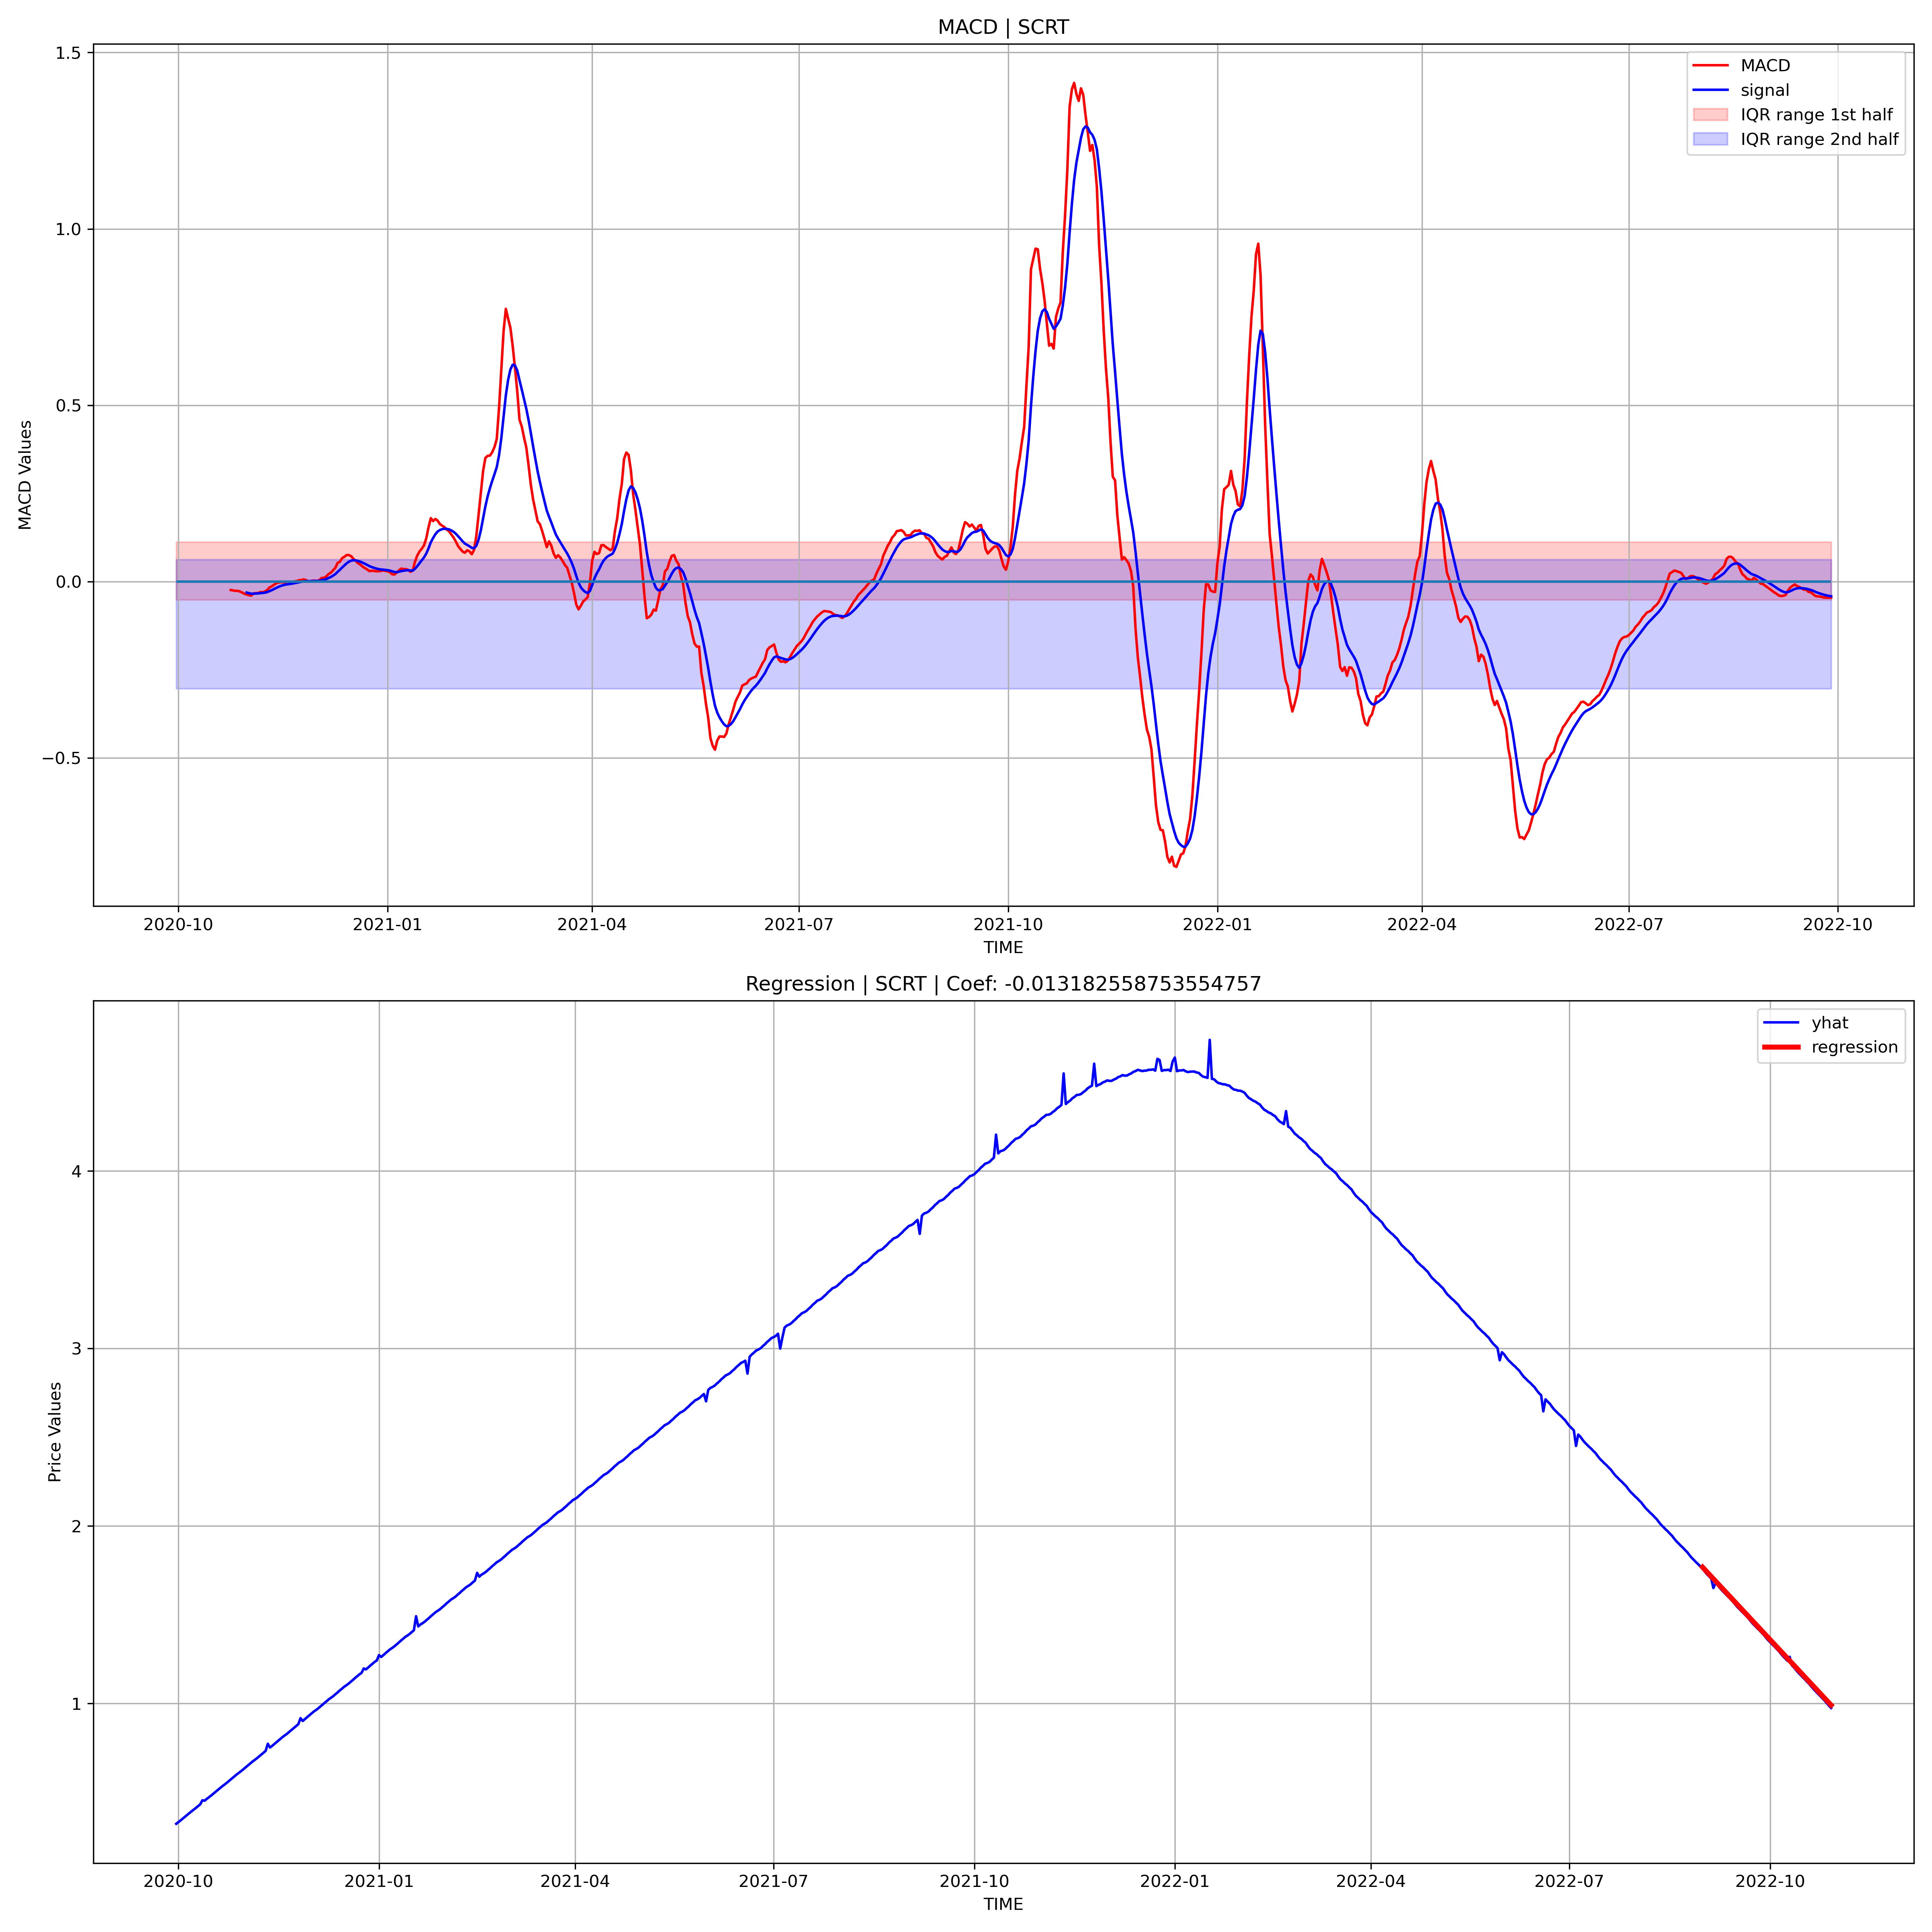 MACD | SCRT
1.5
1.0
0.5
0.0
−0.5
MACD Values
MACD
signal
IQR range 1st half
IQR range 2nd half
2020-10 2021-01 2021-04 2021-07 2021-10 2022-01 2022-04 2022-07 2022-10
TIME
Regression | SCRT | Coef: -0.013182558753554757
4
3
2
1
Price Values
yhat
regression
2020-10 2021-01 2021-04 2021-07 2021-10 2022-01 2022-04 2022-07 2022-10
TIME